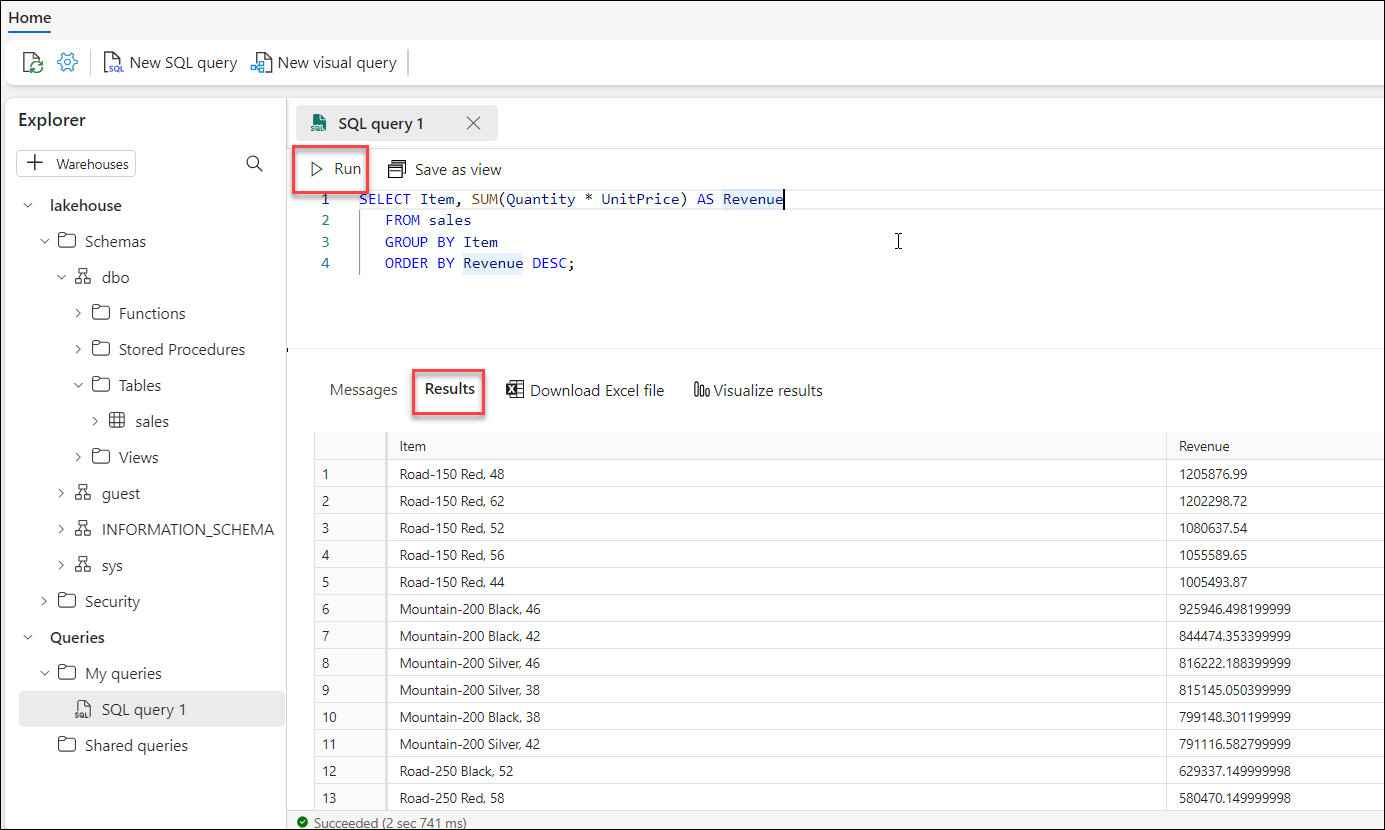 Home
New SQL query New visual query
Explorer
Warehouses
lakehouse
Schemas
dbo
Functions
Stored Procedures
Tables
sales
Views
guest
INFORMATION_SCHEMA
sys
Security
Queries
My queries
SQL query 1
Shared queries
SQL query 1
Run Save as view
1 SELECT Item, SUM(Quantity * UnitPrice) AS Revenue
2 FROM sales
3 GROUP BY Item
4 ORDER BY Revenue DESC;
Messages Results Download Excel file Visualize results
Item Revenue
1 Road-150 Red, 48 1205876.99
2 Road-150 Red, 62 1202298.72
3 Road-150 Red, 52 1080637.54
4 Road-150 Red, 56 1055589.65
5 Road-150 Red, 44 1005493.87
6 Mountain-200 Black, 46 925946.498199999
7 Mountain-200 Black, 42 844474.353399999
8 Mountain-200 Silver, 46 816222.188399999
9 Mountain-200 Silver, 38 815145.050399999
10 Mountain-200 Black, 38 799148.301199999
11 Mountain-200 Silver, 42 791116.582799999
12 Road-250 Black, 52 629337.149999998
13 Road-250 Red, 58 580470.149999998
Succeeded (2 sec 741 ms)